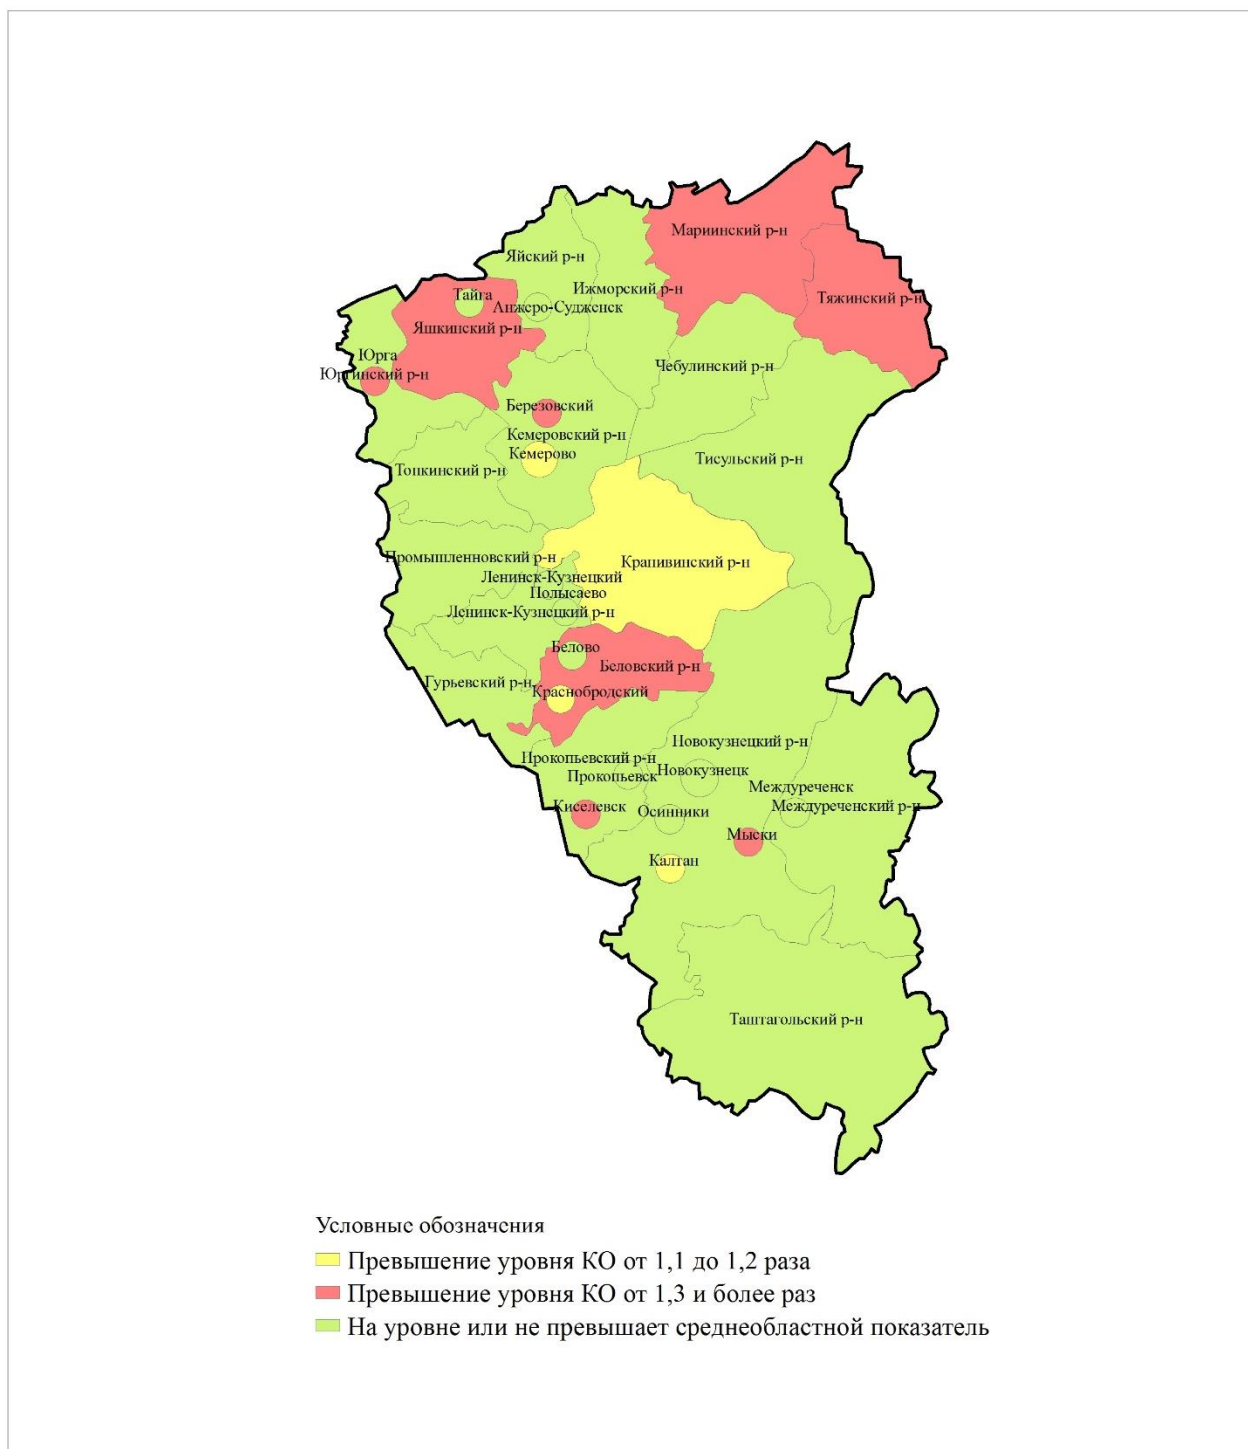 Мариинский р-н
Яйский р-н
Ижморский р-н
Тайга
Тяжинский р-н
Анжеро-Судженск
Яшкинский р-н
Юрга
Чебулинский р-н
Юргинский р-н
Березовский
Кемеровский р-н
Кемерово
Тисульский р-н
Топкинский р-н
Промышленновский р-н
Крапивинский р-н
Ленинск-Кузнецкий
Полысаево
Ленинск-Кузнецкий р-н
Белово
Беловский р-н
Гурьевский р-н
Краснобродский
Новокузнецкий р-н
Прокопьевский р-н
Новокузнецк
Прокопьевск
Междуреченск
Киселевск
Междуреченский р-н
Осинники
Мыски
Калтан
Таштагольский р-н
Условные обозначения
Превышение уровня КО от 1,1 до 1,2 раза
Превышение уровня КО от 1,3 и более раз
На уровне или не превышает среднеобластной показатель